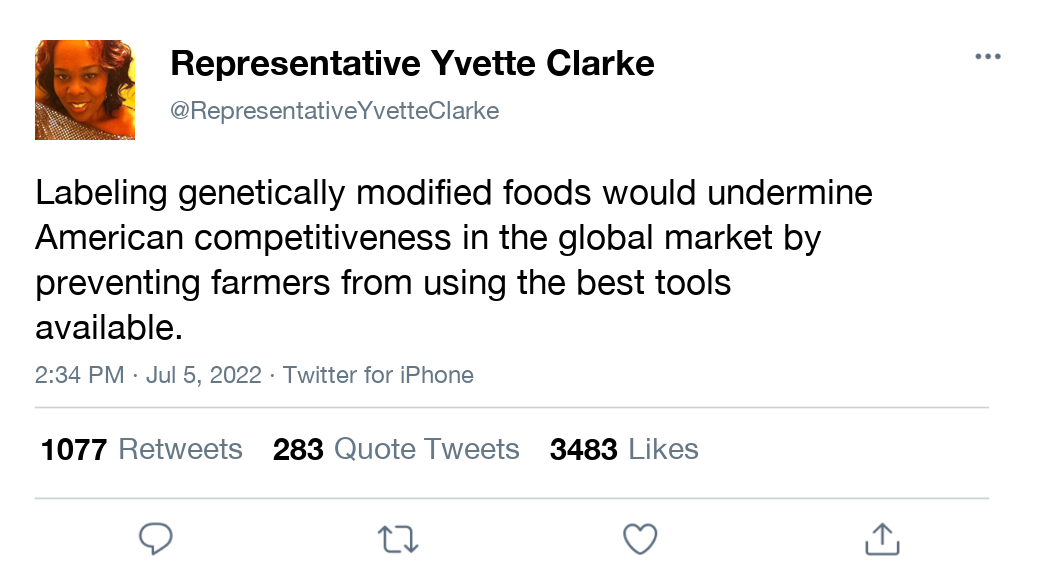 Representative Yvette Clarke
@RepresentativeYvetteClarke
Labeling genetically modified foods would undermine
American competitiveness in the global market by
preventing farmers from using the best tools
available.
2:34 PM · Jul 5, 2022 · Twitter for iPhone
1077 Retweets 283 Quote Tweets 3483 Likes